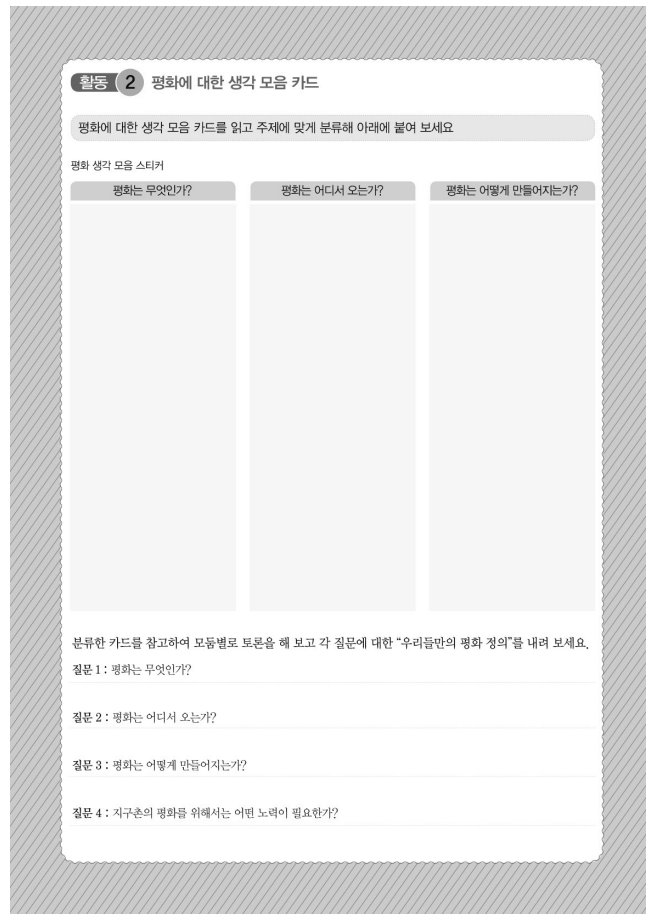 활동 2 평화에 대한 생각 모음 카드
평화에 대한 생각 모음 카드를 읽고 주제에 맞게 분류해 아래에 붙여 보세요
평화 생각 모음 스티커
평화는 무엇인가? 평화는 어디서 오는가? 평화는 어떻게 만들어지는가?
분류한 카드를 참고하여 모둠별로 토론을 해 보고 각 질문에 대한 “우리들만의 평화 정의”를 내려 보세요.
질문 1 : 평화는 무엇인가?
질문 2 : 평화는 어디서 오는가?
질문 3 : 평화는 어떻게 만들어지는가?
질문 4 : 지구촌의 평화를 위해서는 어떤 노력이 필요한가?